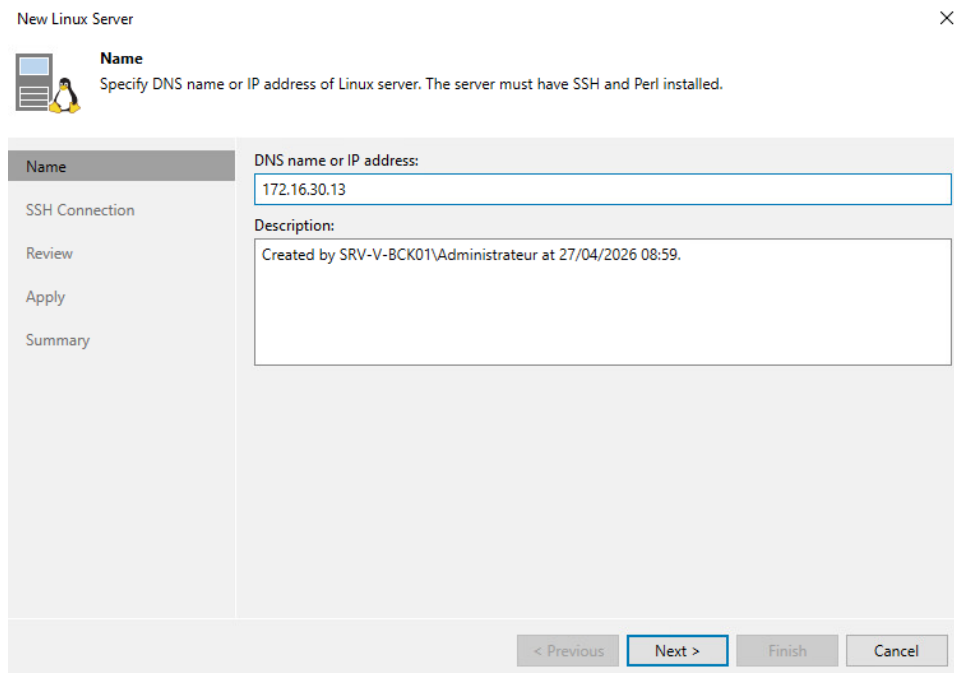 New Linux Server
Name
Specify DNS name or IP address of Linux server. The server must have SSH and Perl installed.
Name
SSH Connection
Review
Apply
Summary
DNS name or IP address:
172.16.30.13
Description:
Created by SRV-V-BCK01\Administrateur at 27/04/2026 08:59.
< Previous
Next >
Finish
Cancel